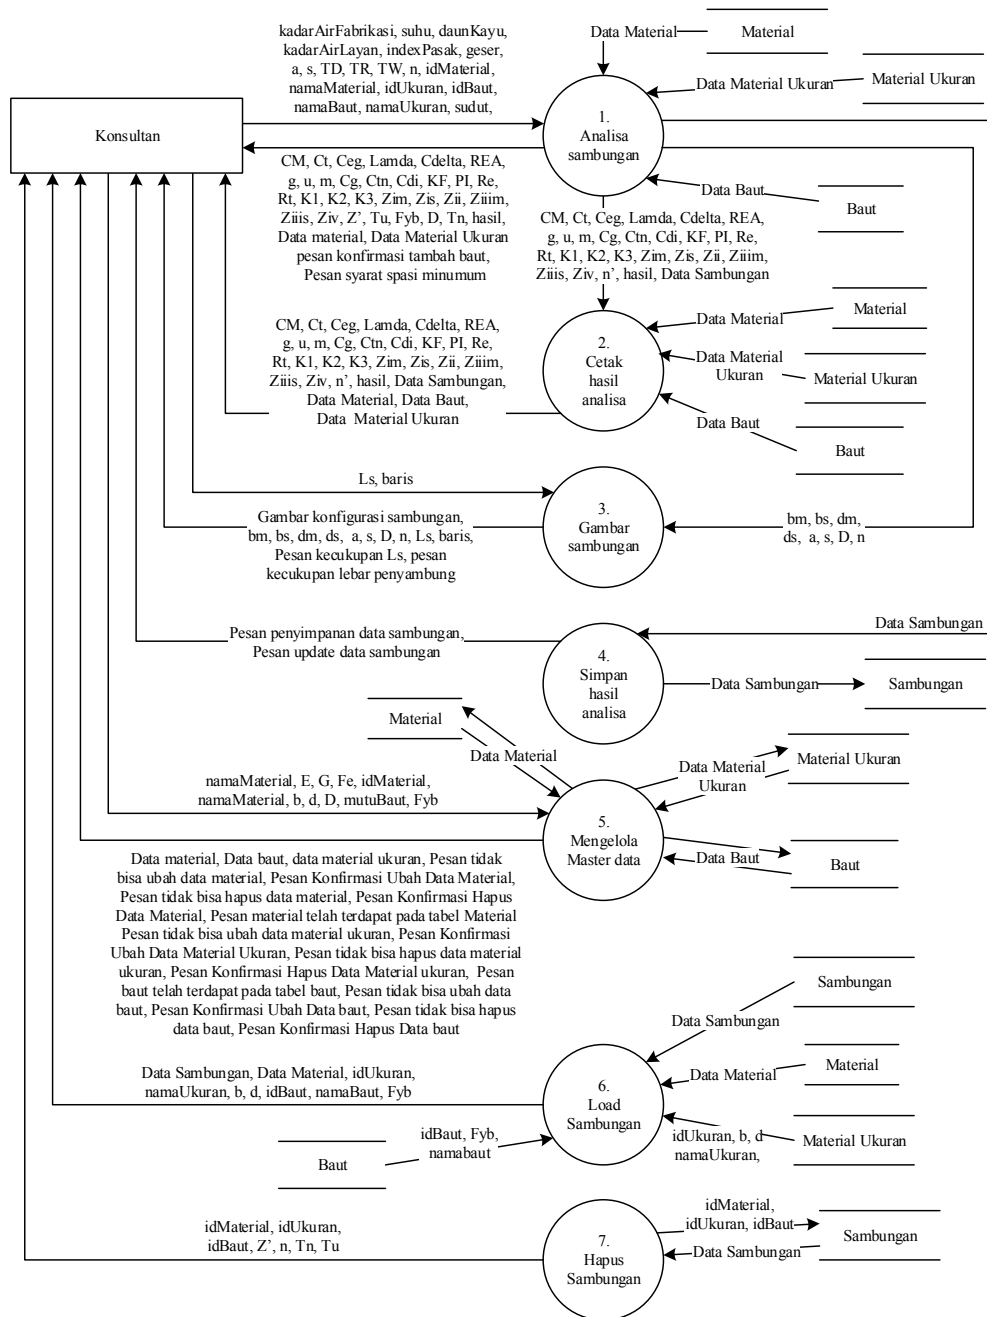 kadarAirFabrikasi, suhu, daunKayu,
kadarAirLayan, indexPasak, geser,
a, s, TD, TR, TW, n, idMaterial,
namaMaterial, idUkuran, idBaut,
namaBaut, namaUkuran, sudut,
Data Material
Material
Data Material Ukuran
Material Ukuran
Konsultan
1.
Analisa
sambungan
Data Baut
Baut
CM, Ct, Ceg, Lamda, Cdelta, REA,
g, u, m, Cg, Ctn, Cdi, KF, PI, Re,
Rt, K1, K2, K3, Zim, Zis, Zii, Ziiim,
Ziiis, Ziv, Z’, Tu, Fyb, D, Tn, hasil,
Data material, Data Material Ukuran
pesan konfirmasi tambah baut,
Pesan syarat spasi minumum
CM, Ct, Ceg, Lamda, Cdelta, REA,
g, u, m, Cg, Ctn, Cdi, KF, PI, Re,
Rt, K1, K2, K3, Zim, Zis, Zii, Ziiim,
Ziiis, Ziv, n’, hasil, Data Sambungan
CM, Ct, Ceg, Lamda, Cdelta, REA,
g, u, m, Cg, Ctn, Cdi, KF, PI, Re,
Rt, K1, K2, K3, Zim, Zis, Zii, Ziiim,
Ziiis, Ziv, n’, hasil, Data Sambungan,
Data Material, Data Baut,
Data Material Ukuran
2.
Cetak
hasil
analisa
Data Material
Material
Data Material
Ukuran
Material Ukuran
Data Baut
Baut
Ls, baris
Gambar konfigurasi sambungan,
bm, bs, dm, ds, a, s, D, n, Ls, baris,
Pesan kecukupan Ls, pesan
kecukupan lebar penyambung
3.
Gambar
sambungan
bm, bs, dm,
ds, a, s, D, n
Pesan penyimpanan data sambungan,
Pesan update data sambungan
4.
Simpan
hasil
analisa
Data Sambungan
Data Sambungan
Sambungan
Material
Data Material
namaMaterial, E, G, Fe, idMaterial,
namaMaterial, b, d, D, mutuBaut, Fyb
5.
Mengelola
Master data
Data Material
Ukuran
Material Ukuran
Data Baut
Baut
Data material, Data baut, data material ukuran, Pesan tidak
bisa ubah data material, Pesan Konfirmasi Ubah Data Material,
Pesan tidak bisa hapus data material, Pesan Konfirmasi Hapus
Data Material, Pesan material telah terdapat pada tabel Material
Pesan tidak bisa ubah data material ukuran, Pesan Konfirmasi
Ubah Data Material Ukuran, Pesan tidak bisa hapus data material
ukuran, Pesan Konfirmasi Hapus Data Material ukuran, Pesan
baut telah terdapat pada tabel baut, Pesan tidak bisa ubah data
baut, Pesan Konfirmasi Ubah Data baut, Pesan tidak bisa hapus
data baut, Pesan Konfirmasi Hapus Data baut
Data Sambungan, Data Material, idUkuran,
namaUkuran, b, d, idBaut, namaBaut, Fyb
6.
Load
Sambungan
Data Sambungan
Sambungan
Data Material
Material
idUkuran, b, d
namaUkuran,
Material Ukuran
Baut
idBaut, Fyb,
namabaut
idMaterial, idUkuran,
idBaut, Z’, n, Tn, Tu
7.
Hapus
Sambungan
idMaterial,
idUkuran, idBaut
Data Sambungan
Sambungan